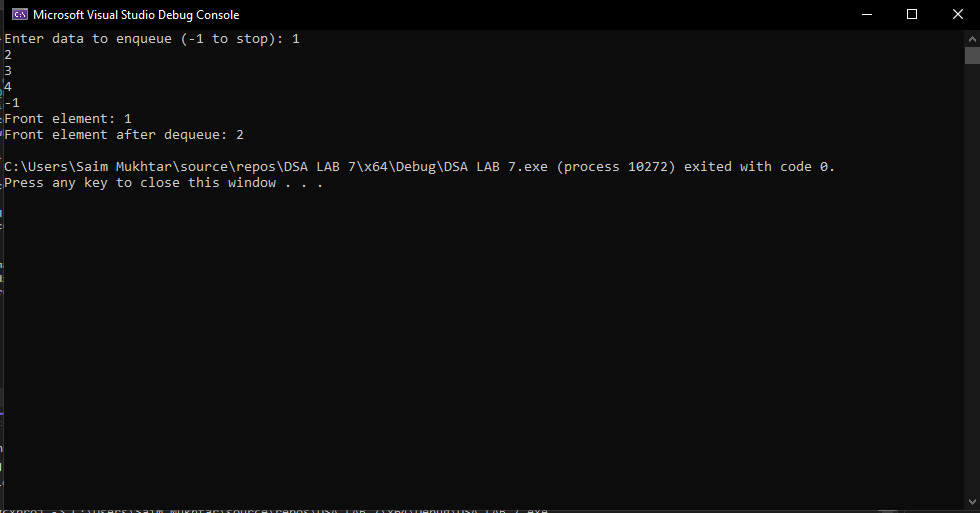 Microsoft Visual Studio Debug Console
Enter data to enqueue (-1 to stop): 1
2
3
4
-1
Front element: 1
Front element after dequeue: 2
C:\Users\Saim Mukhtar\source\repos\DSA LAB 7\x64\Debug\DSA LAB 7.exe (process 10272) exited with code 0.
Press any key to close this window . . .